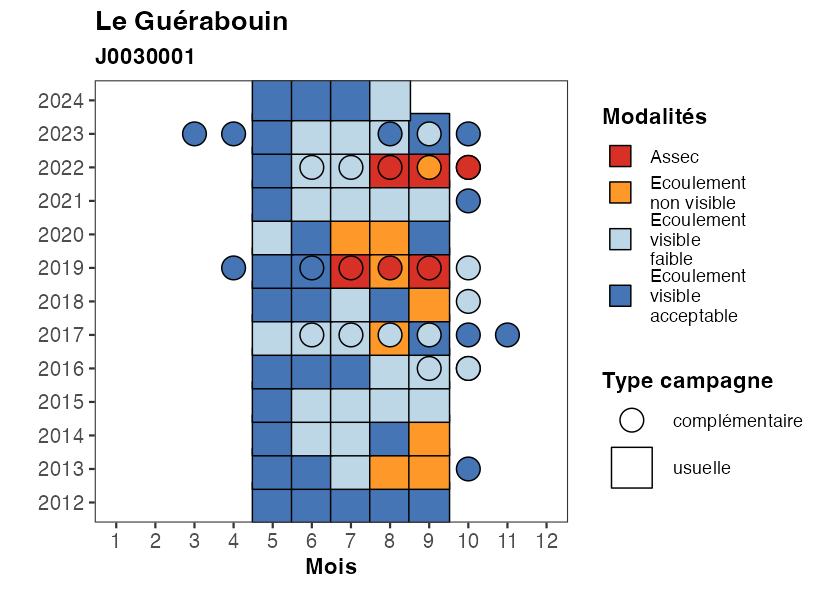 Le Guérabouin
J0030001
2024
2023
2022
2021
2020
2019
2018
2017
2016
2015
2014
2013
2012
1 2 3 4 5 6 7 8 9 10 11 12
Mois
Modalités
Assec
Ecoulement
non visible
Ecoulement
visible
faible
Ecoulement
visible
acceptable
Type campagne
complémentaire
usuelle